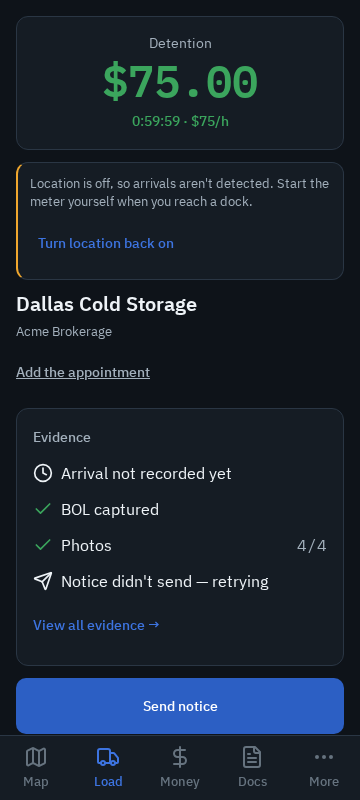 Detention
$75.00
0:59:59 · $75/h
Location is off, so arrivals aren't detected. Start the
meter yourself when you reach a dock.
Turn location back on
Dallas Cold Storage
Acme Brokerage
Add the appointment
Evidence
Arrival not recorded yet
BOL captured
Photos 4/4
Notice didn't send — retrying
View all evidence →
Send notice
Map Load Money Docs More